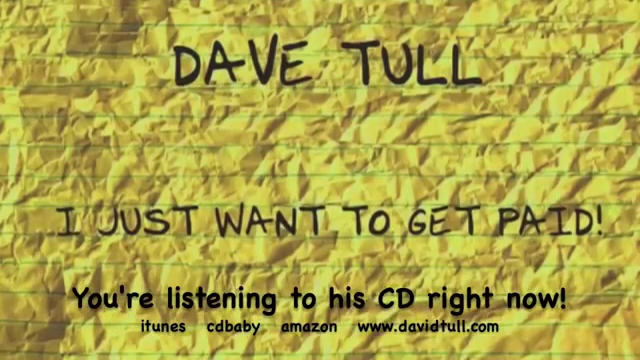 DAVE TULL
I JUST WANT TO GET PAID!
You're listening to his CD right now!
itunes cdbaby amazon www.davidtull.com